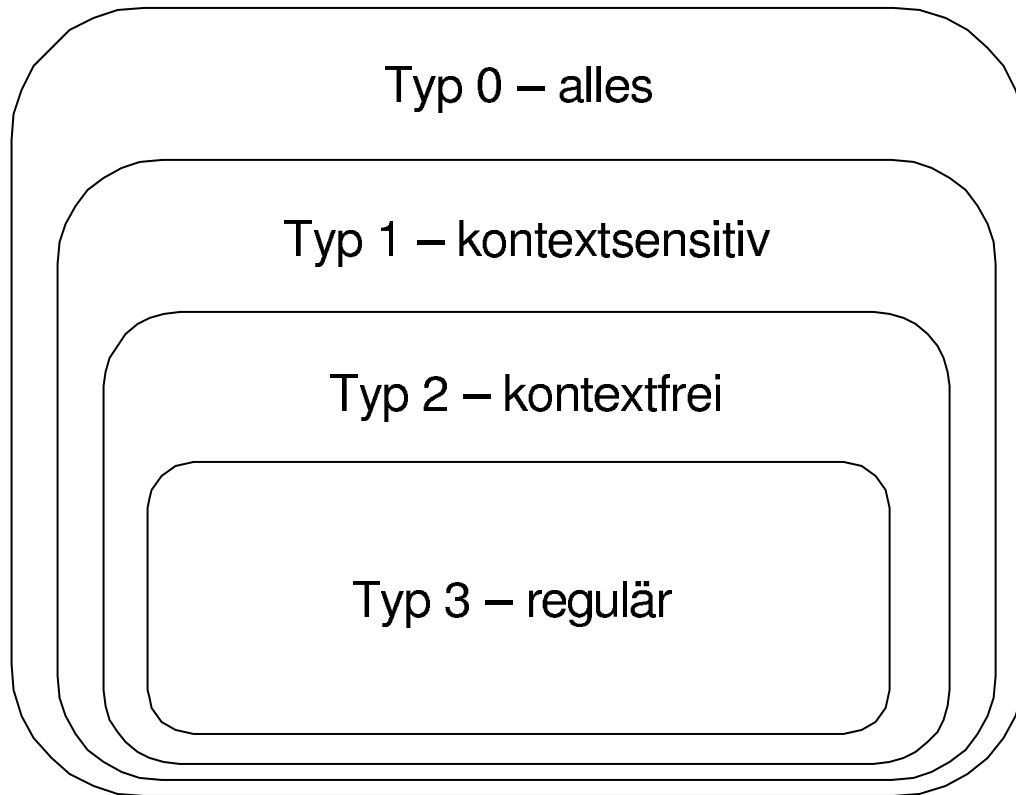 Typ 0 – alles
Typ 1 – kontextsensitiv
Typ 2 – kontextfrei
Typ 3 – regulär